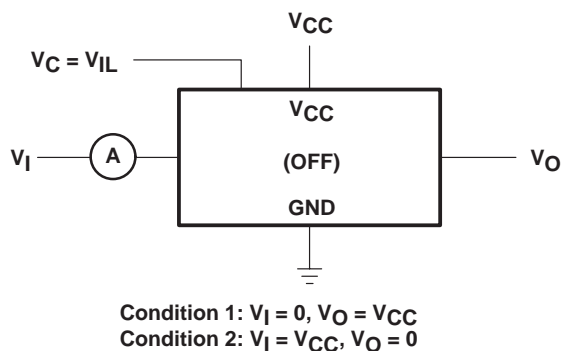 VCC
VC = VIL
VCC
VI
A
(OFF)
VO
GND
Condition 1: VI = 0, VO = VCC
Condition 2: VI = VCC, VO = 0